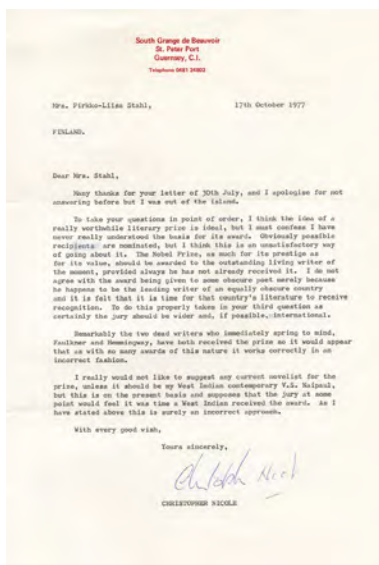 South Grange de Beauvoir
St. Peter Port
Guernsey, C.I.
Telephone 0481
Mrs. Pirkko-Liisa Stahl,
17th October 1977
FINLAND.
Dear Mrs. Stahl,
Many thanks for your letter of 30th July, and I apologise for not
answering before but I was out of the island.
To take your questions in point of order, I think the idea of a
really worthwhile literary prize is ideal, but I must confess I have
never really understood the basis for its award. Obviously possible
recipients are nominated, but I think this is an unsatisfactory way
of going about it. The Nobel Prize, as much for its prestige as
for its value, should be awarded to the outstanding living writer of
the moment, provided always he has not already received it. I do not
agree with the award being given to some obscure poet merely because
he happens to be the leading writer of an equally obscure country
and it is felt that it is time for that country's literature to receive
recognition. To do this properly takes in your third question as
certainly the jury should be wider and, if possible, international.
Remarkably the two dead writers who immediately spring to mind,
Faulkner and Hemmingway, have both received the prize so it would appear
that as with so many awards of this nature it works correctly in an
incorrect fashion.
I really would not like to suggest any current novelist for the
prize, unless it should be my West Indian contemporary V.S. Naipaul,
but this is on the present basis and supposes that the jury at some
point would feel it was time a West Indian received the award. As I
have stated above this is surely an incorrect approach.
With every good wish,
Yours sincerely,
CHRISTOPHER NICOLE